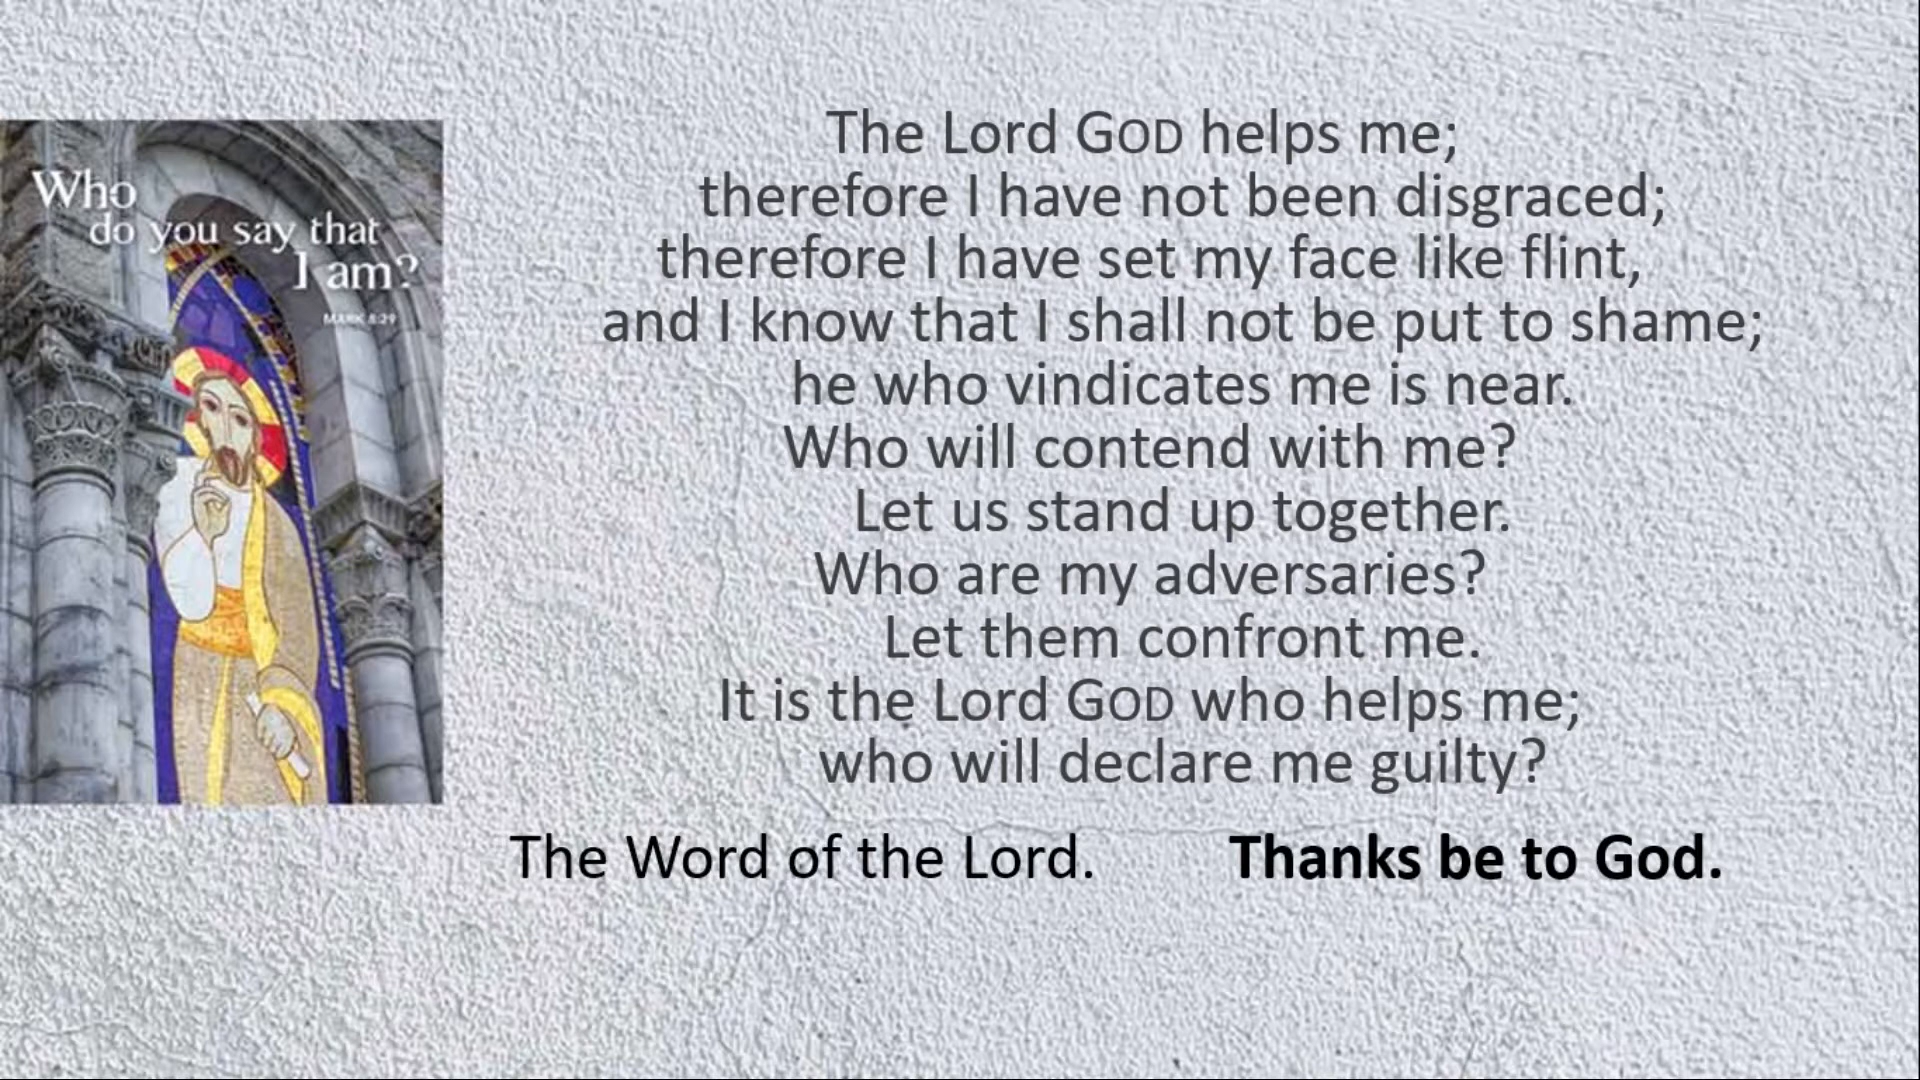 Who
do you say that
I am?
MARK 8:29
The Lord GOD helps me;
therefore I have not been disgraced;
therefore I have set my face like flint,
and I know that I shall not be put to shame;
he who vindicates me is near.
Who will contend with me?
Let us stand up together.
Who are my adversaries?
Let them confront me.
It is the Lord GOD who helps me;
who will declare me guilty?
The Word of the Lord. Thanks be to God.